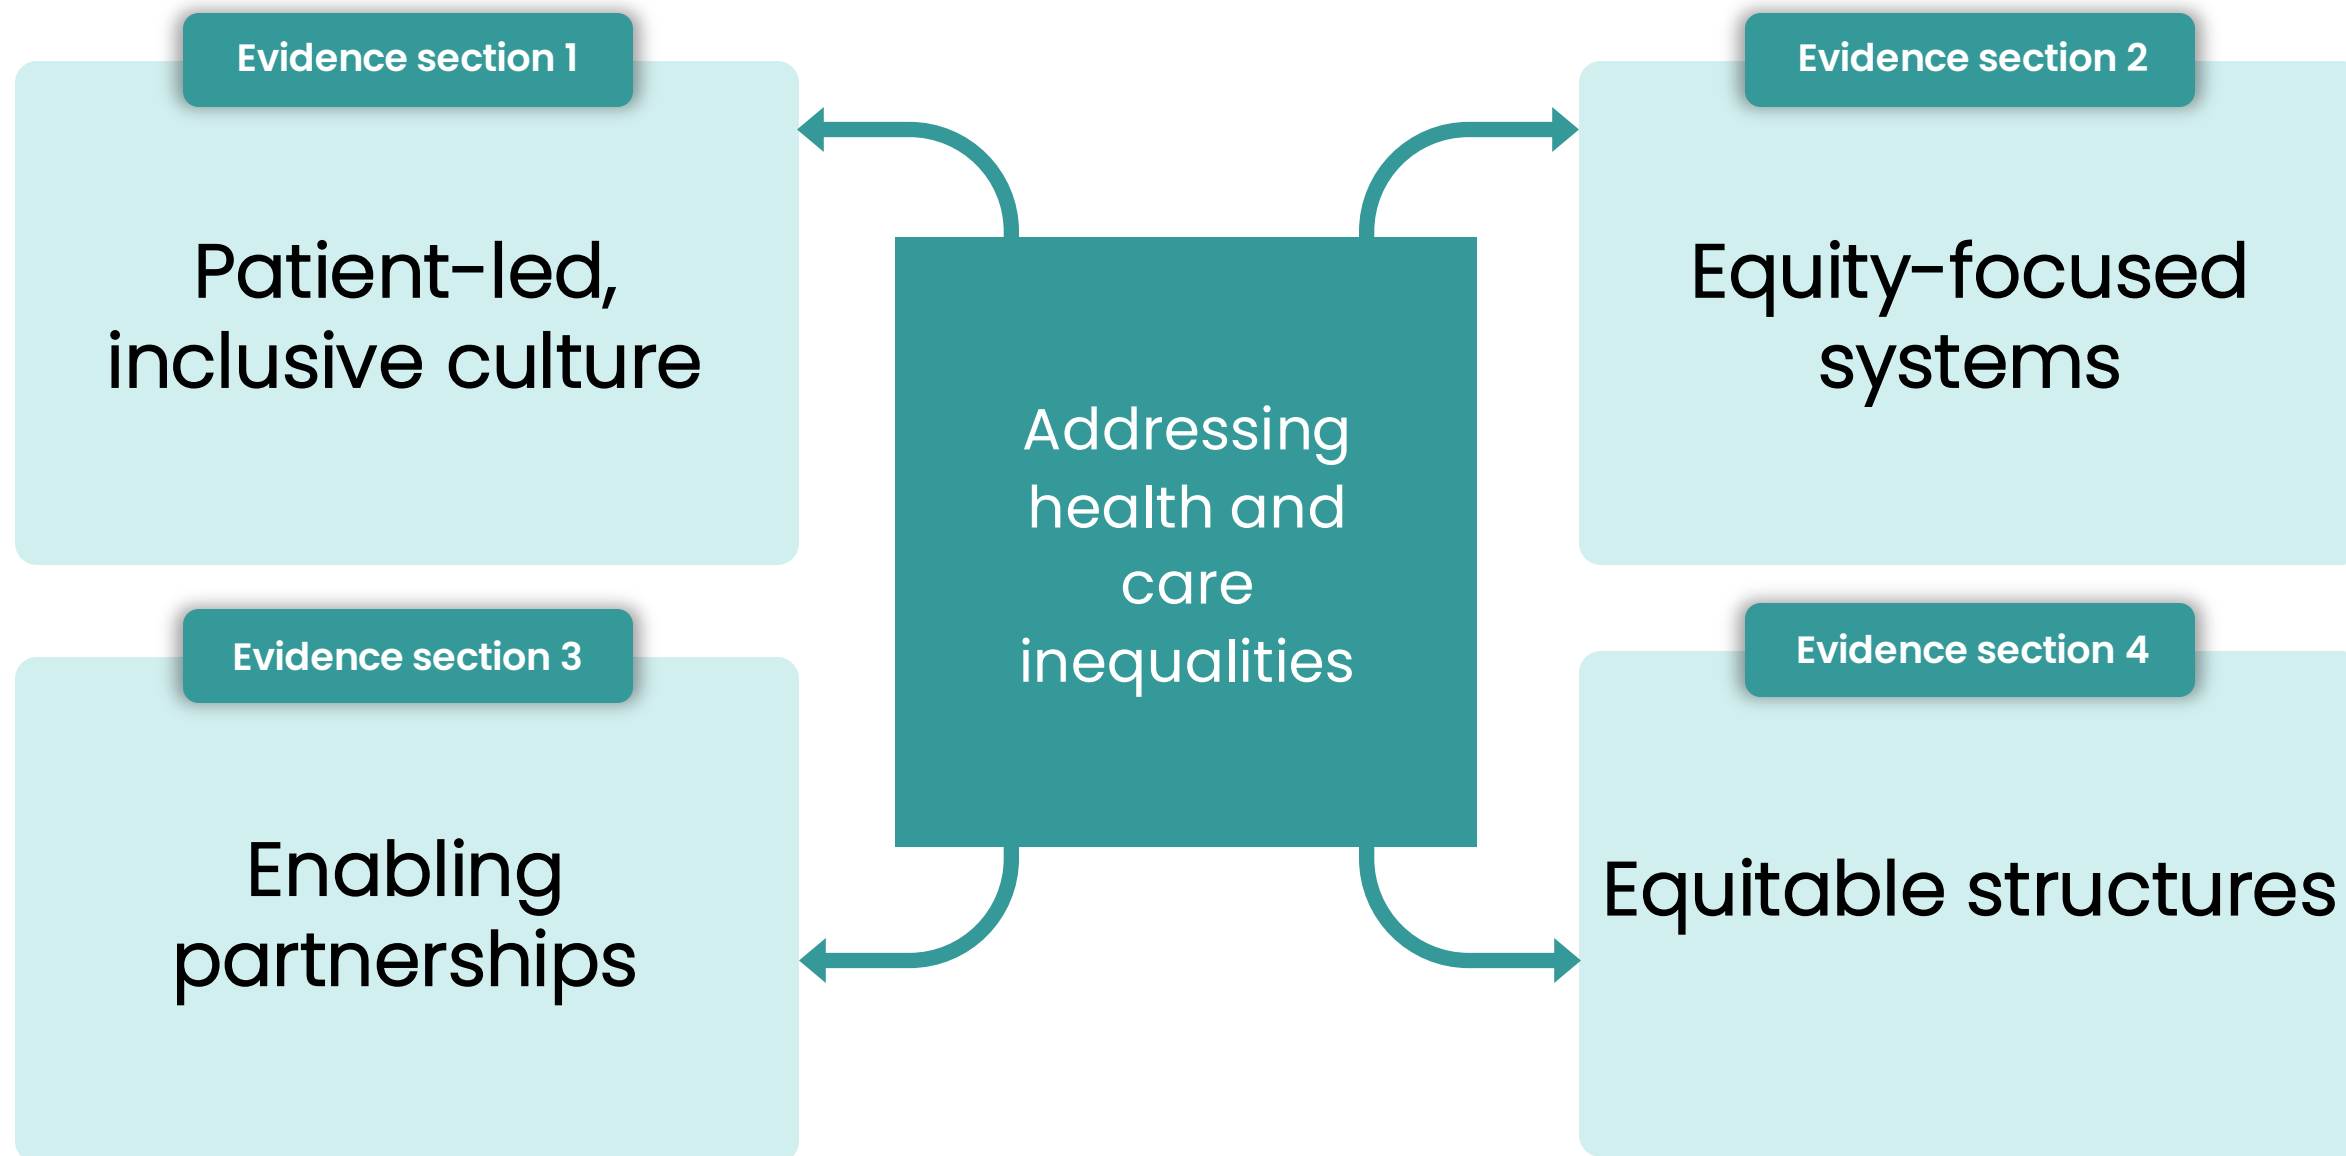 Evidence section 1
Patient-led,
inclusive culture
Evidence section 2
Equity-focused
systems
Addressing
health and
care
inequalities
Evidence section 3
Enabling
partnerships
Evidence section 4
Equitable structures